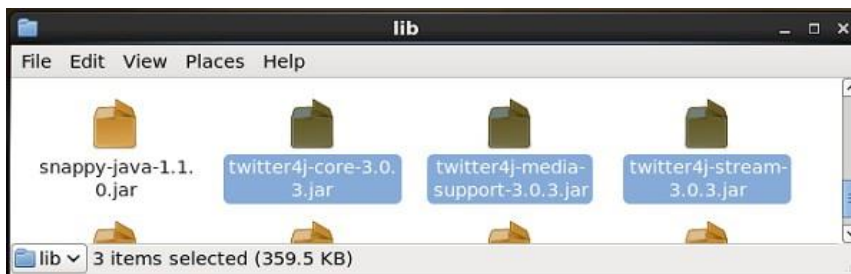 lib
File Edit View Places Help
snappy-java-1.1.
0.jar
twitter4j-core-3.0.
3.jar
twitter4j-media-
support-3.0.3.jar
twitter4j-stream-
3.0.3.jar
lib 3 items selected (359.5 KB)